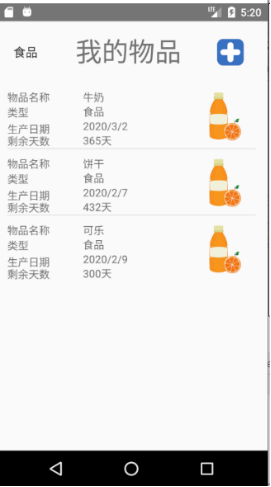 LTE 5:20
食品 我的物品
物品名称 牛奶
类型 食品
生产日期 2020/3/2
剩余天数 365天
物品名称 饼干
类型 食品
生产日期 2020/2/7
剩余天数 432天
物品名称 可乐
类型 食品
生产日期 2020/2/9
剩余天数 300天